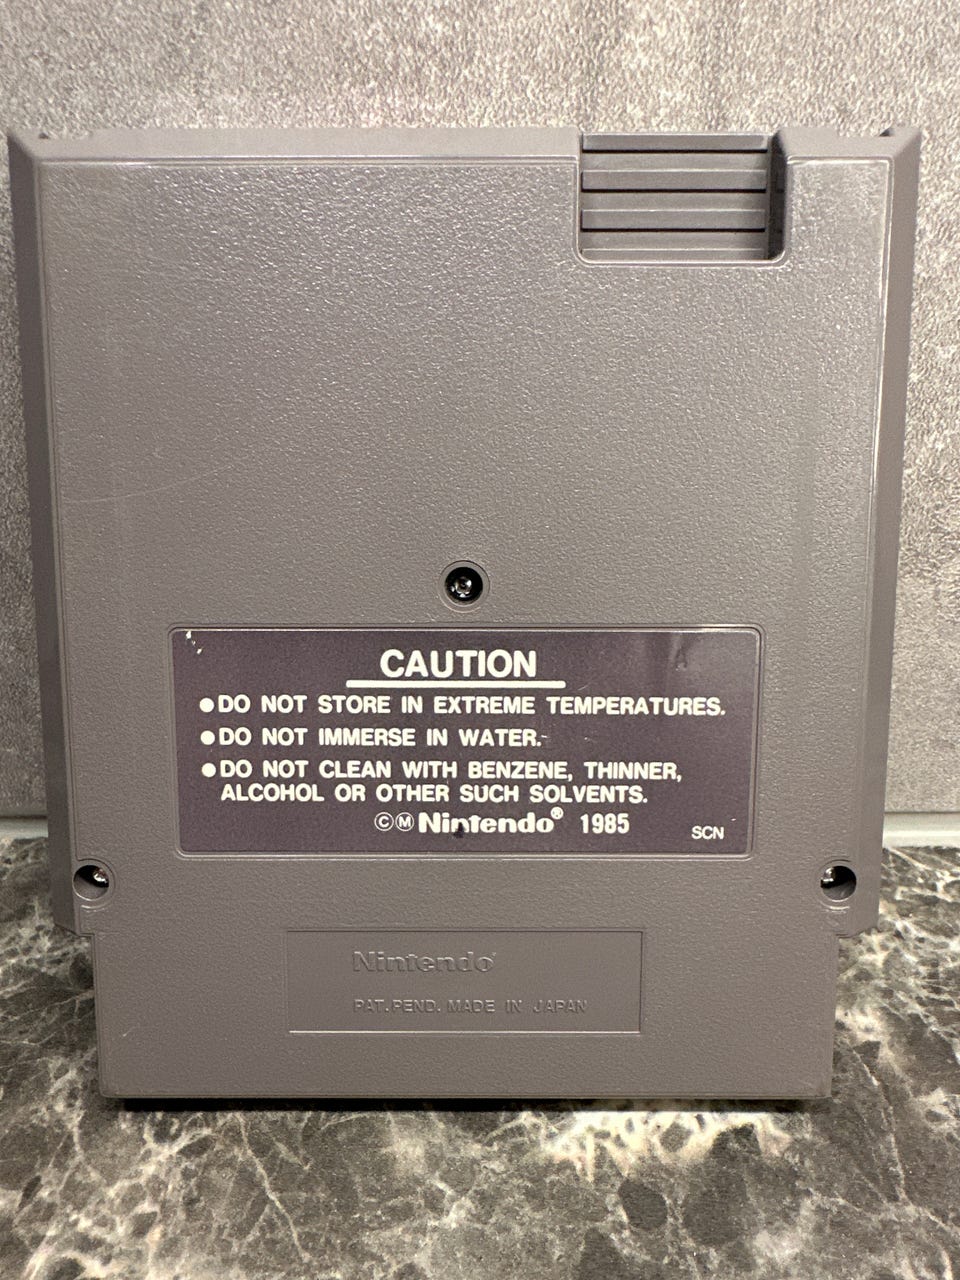 CAUTION
●DO NOT STORE IN EXTREME TEMPERATURES.
●DO NOT IMMERSE IN WATER.
●DO NOT CLEAN WITH BENZENE, THINNER,
ALCOHOL OR OTHER SUCH SOLVENTS.
©Ⓜ Nintendo® 1985
SCN
Nintendo
PAT. PEND. MADE IN JAPAN